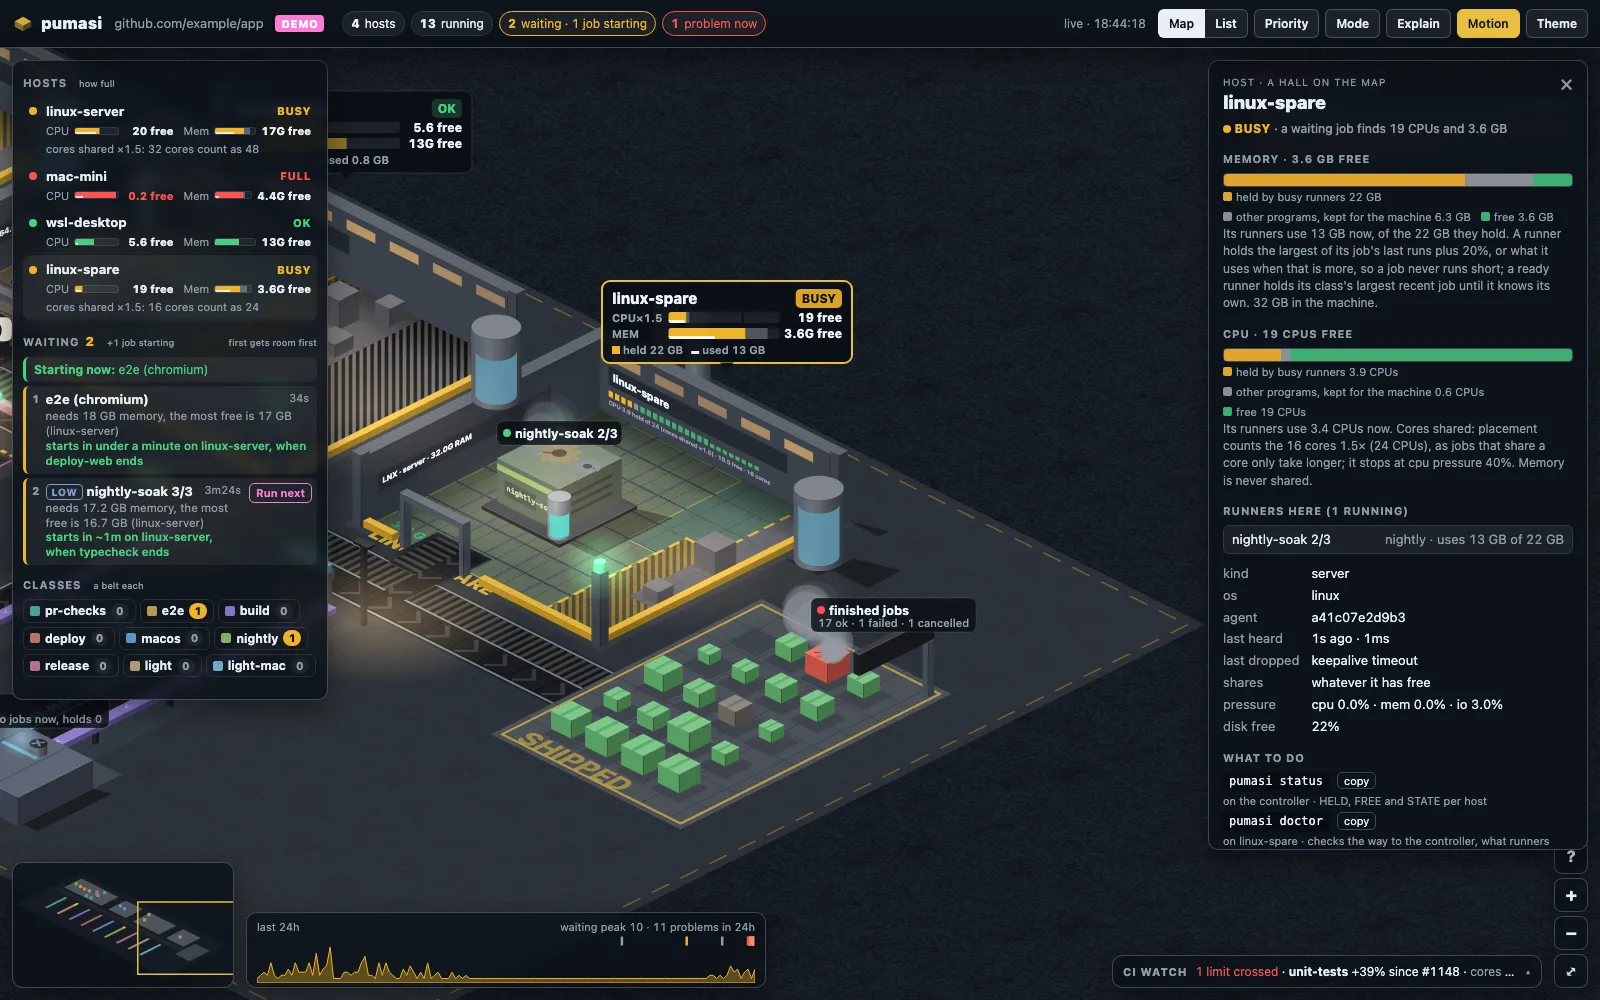 pumasi github.com/example/app DEMO 4 hosts 13 running 2 waiting · 1 job starting 1 problem now live · 18:44:18 Map List Priority Mode Explain Motion Theme
HOSTS how full
linux-server BUSY
CPU 20 free Mem 17G free
cores shared ×1.5: 32 cores count as 48
mac-mini FULL
CPU 0.2 free Mem 4.4G free
wsl-desktop OK
CPU 5.6 free Mem 13G free
linux-spare BUSY
CPU 19 free Mem 3.6G free
cores shared ×1.5: 16 cores count as 24
WAITING 2 +1 job starting first gets room first
Starting now: e2e (chromium)
1 e2e (chromium) 34s
needs 18 GB memory, the most free is 17 GB
(linux-server)
starts in under a minute on linux-server, when
deploy-web ends
2 LOW nightly-soak 3/3 3m24s Run next
needs 17.2 GB memory, the most
free is 16.7 GB (linux-server)
starts in ~1m on linux-server,
when typecheck ends
CLASSES a belt each
pr-checks 0 e2e 1 build 0
deploy 0 macos 0 nightly 1
release 0 light 0 light-mac 0
o jobs now, holds 0
OK
5.6 free
13G free
sed 0.8 GB
linux-spare BUSY
CPU×1.5 19 free
MEM 3.6G free
held 22 GB used 13 GB
linux-spare
LNX · server · 32.0G RAM
nightly-soak 2/3
finished jobs
17 ok · 1 failed · 1 cancelled
SHIPPED
last 24h waiting peak 10 · 11 problems in 24h
HOST · A HALL ON THE MAP
linux-spare
BUSY · a waiting job finds 19 CPUs and 3.6 GB
MEMORY · 3.6 GB FREE
held by busy runners 22 GB
other programs, kept for the machine 6.3 GB free 3.6 GB
Its runners use 13 GB now, of the 22 GB they hold. A runner
holds the largest of its job's last runs plus 20%, or what it
uses when that is more, so a job never runs short; a ready
runner holds its class's largest recent job until it knows its
own. 32 GB in the machine.
CPU · 19 CPUS FREE
held by busy runners 3.9 CPUs
other programs, kept for the machine 0.6 CPUs
free 19 CPUs
Its runners use 3.4 CPUs now. Cores shared: placement
counts the 16 cores 1.5× (24 CPUs), as jobs that share a
core only take longer; it stops at cpu pressure 40%. Memory
is never shared.
RUNNERS HERE (1 RUNNING)
nightly-soak 2/3 nightly · uses 13 GB of 22 GB
kind server
os linux
agent a41c07e2d9b3
last heard 1s ago · 1ms
last dropped keepalive timeout
shares whatever it has free
pressure cpu 0.0% · mem 0.0% · io 3.0%
disk free 22%
WHAT TO DO
pumasi status copy
on the controller · HELD, FREE and STATE per host
pumasi doctor copy
on linux-spare · checks the way to the controller, what runners
?
CI WATCH 1 limit crossed · unit-tests +39% since #1148 · cores ...